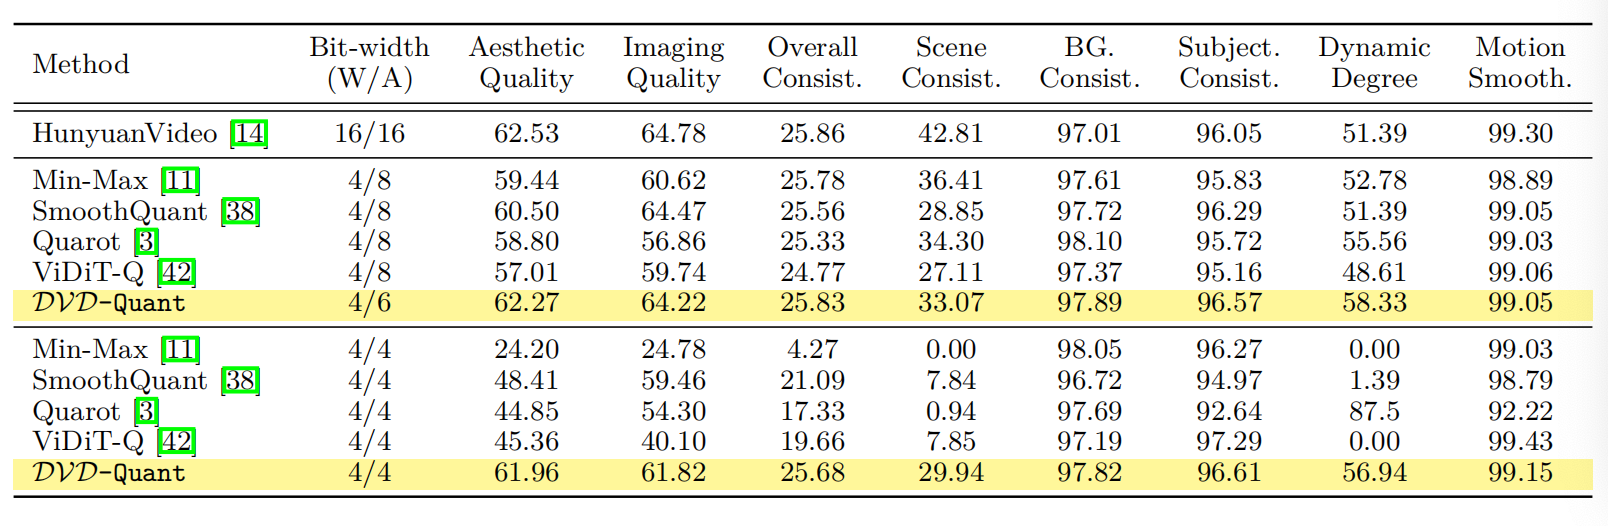 Method Bit-width (W/A) Aesthetic Quality Imaging Quality Overall Consist. Scene Consist. BG. Consist. Subject. Consist. Dynamic Degree Motion Smooth.
HunyuanVideo [14] 16/16 62.53 64.78 25.86 42.81 97.01 96.05 51.39 99.30
Min-Max [11] 4/8 59.44 60.62 25.78 36.41 97.61 95.83 52.78 98.89
SmoothQuant [38] 4/8 60.50 64.47 25.56 28.85 97.72 96.29 51.39 99.05
Quarot [3] 4/8 58.80 56.86 25.33 34.30 98.10 95.72 55.56 99.03
ViDiT-Q [42] 4/8 57.01 59.74 24.77 27.11 97.37 95.16 48.61 99.06
DVD-Quant 4/6 62.27 64.22 25.83 33.07 97.89 96.57 58.33 99.05
Min-Max [11] 4/4 24.20 24.78 4.27 0.00 98.05 96.27 0.00 99.03
SmoothQuant [38] 4/4 48.41 59.46 21.09 7.84 96.72 94.97 1.39 98.79
Quarot [3] 4/4 44.85 54.30 17.33 0.94 97.69 92.64 87.5 92.22
ViDiT-Q [42] 4/4 45.36 40.10 19.66 7.85 97.19 97.29 0.00 99.43
DVD-Quant 4/4 61.96 61.82 25.68 29.94 97.82 96.61 56.94 99.15